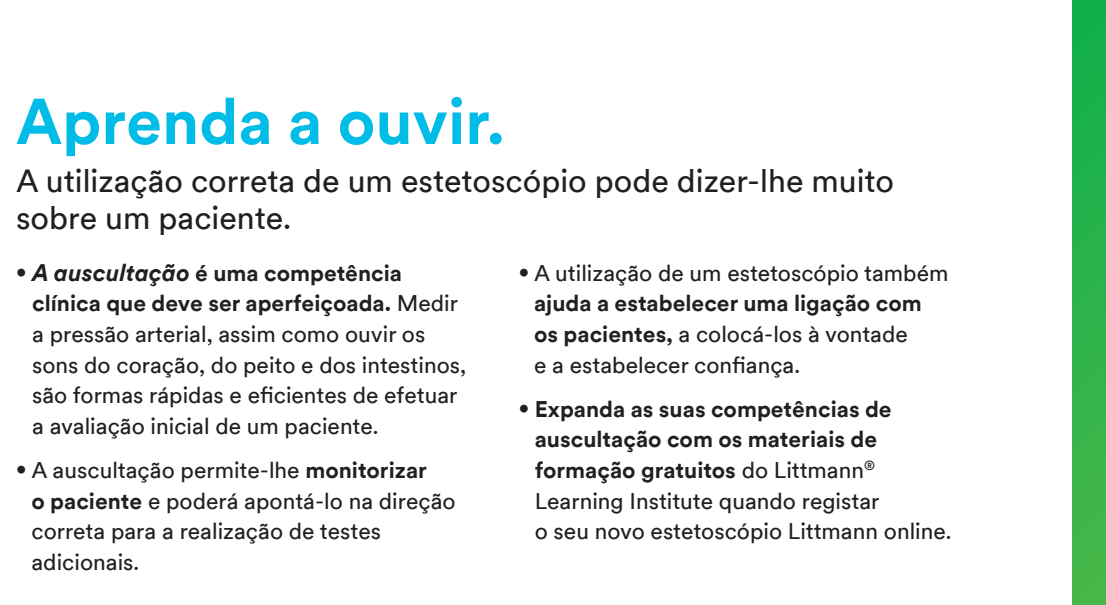 Aprenda a ouvir.
A utilização correta de um estetoscópio pode dizer-lhe muito
sobre um paciente.
• A auscultação é uma competência
clínica que deve ser aperfeiçoada. Medir
a pressão arterial, assim como ouvir os
sons do coração, do peito e dos intestinos,
são formas rápidas e eficientes de efetuar
a avaliação inicial de um paciente.
• A auscultação permite-lhe monitorizar
o paciente e poderá apontá-lo na direção
correta para a realização de testes
adicionais.
• A utilização de um estetoscópio também
ajuda a estabelecer uma ligação com
os pacientes, a colocá-los à vontade
e a estabelecer confiança.
• Expanda as suas competências de
auscultação com os materiais de
formação gratuitos do Littmann®
Learning Institute quando registar
o seu novo estetoscópio Littmann online.